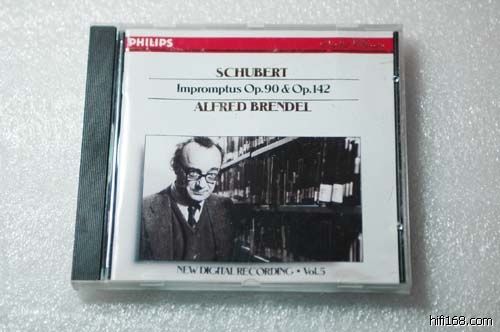 PHILIPS
SCHUBERT
Impromptus Op.90 & Op.142
ALFRED BRENDEL
NEW DIGITAL RECORDING • Vol.5
hifi168.com